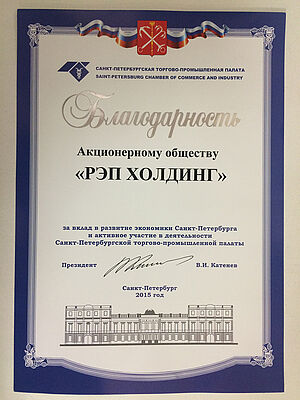 САНКТ-ПЕТЕРБУРГСКАЯ ТОРГОВО-ПРОМЫШЛЕННАЯ ПАЛАТА
SAINT-PETERSBURG CHAMBER OF COMMERCE AND INDUSTRY
Благодарность
Акционерному обществу
«РЭП ХОЛДИНГ»
за вклад в развитие экономики Санкт-Петербурга
и активное участие в деятельности
Санкт-Петербургской торгово-промышленной палаты
Президент В.И. Катенев
Санкт-Петербург
2015 год